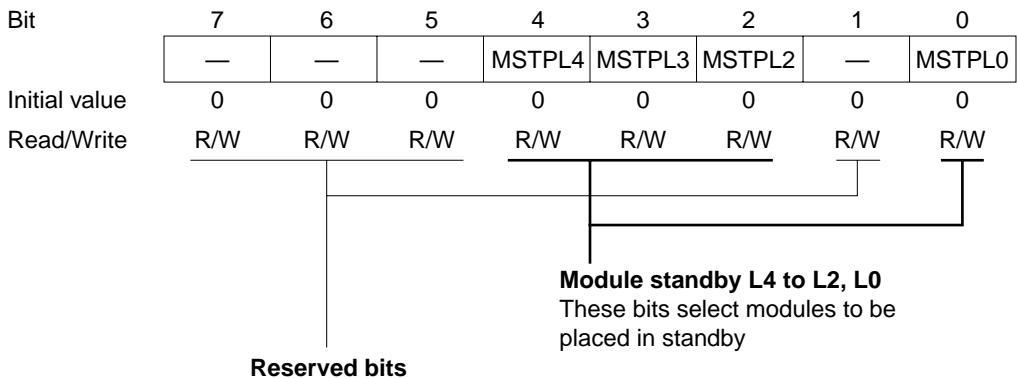 Bit 7 6 5 4 3 2 1 0
— — — MSTPL4 MSTPL3 MSTPL2 — MSTPL0
Initial value 0 0 0 0 0 0 0 0
Read/Write R/W R/W R/W R/W R/W R/W R/W R/W
Module standby L4 to L2, L0
These bits select modules to be
placed in standby
Reserved bits